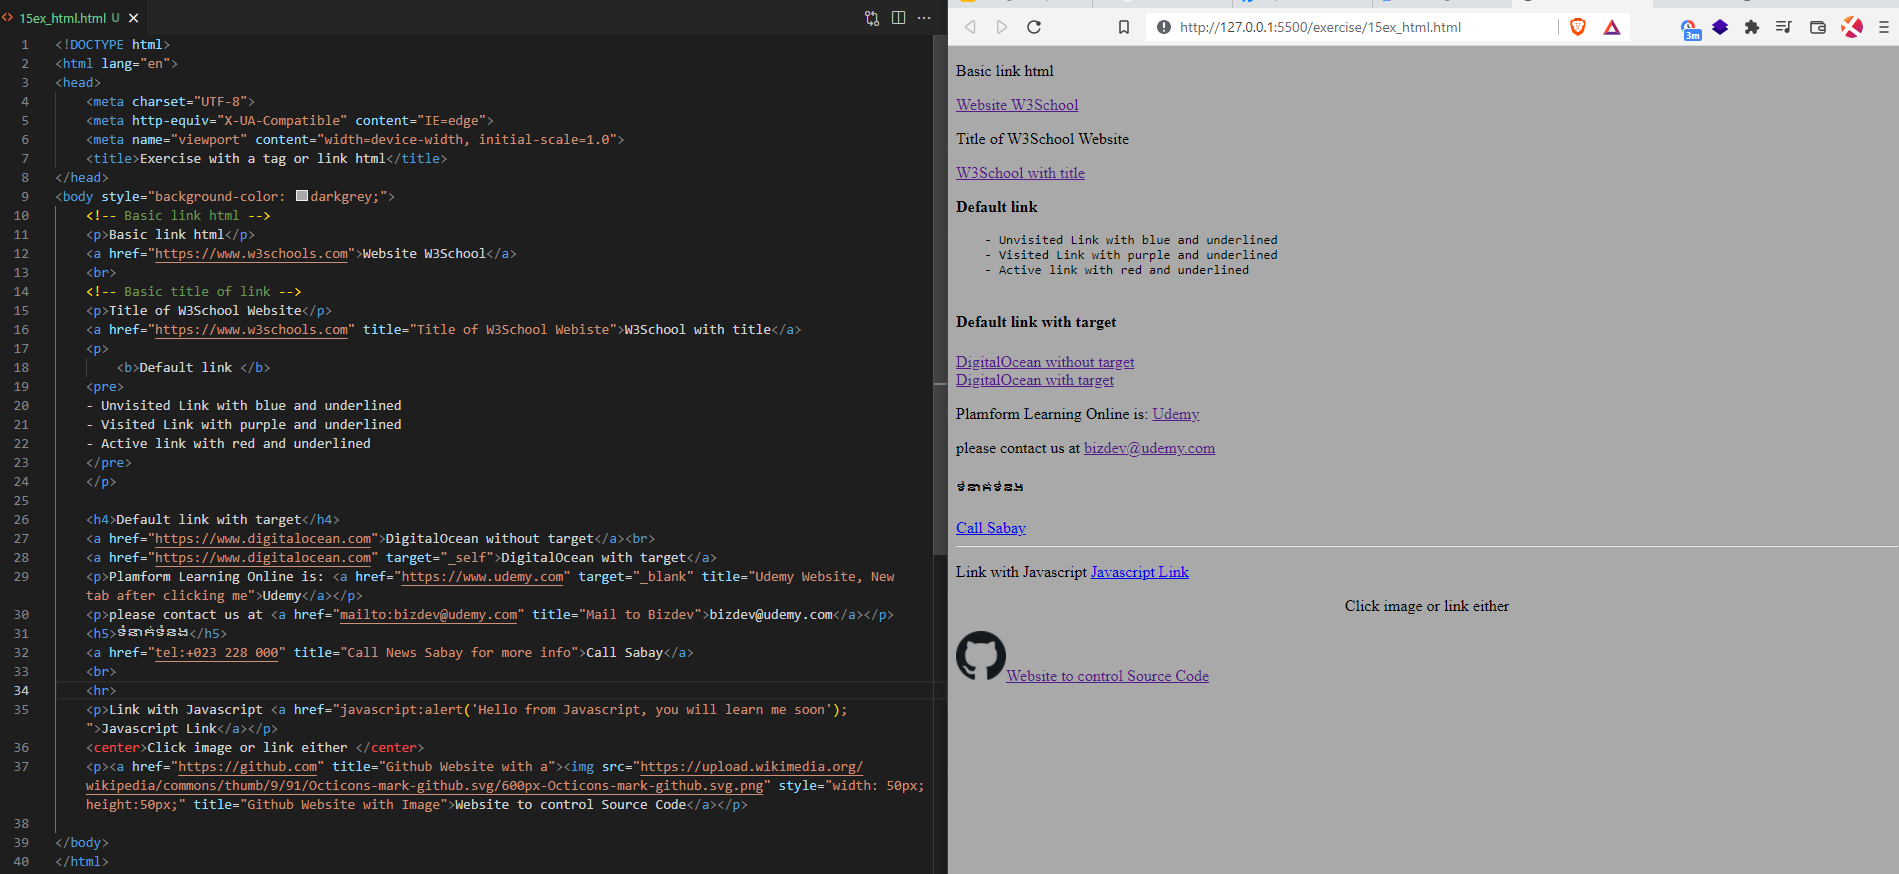 15ex_html.html U
1 <!DOCTYPE html>
2 <html lang="en">
3 <head>
4 <meta charset="UTF-8">
5 <meta http-equiv="X-UA-Compatible" content="IE=edge">
6 <meta name="viewport" content="width=device-width, initial-scale=1.0">
7 <title>Exercise with a tag or link html</title>
8 </head>
9 <body style="background-color: darkgrey;">
10 <!-- Basic link html -->
11 <p>Basic link html</p>
12 <a href="https://www.w3schools.com">Website W3School</a>
13 <br>
14 <!-- Basic title of link -->
15 <p>Title of W3School Website</p>
16 <a href="https://www.w3schools.com" title="Title of W3School Webiste">W3School with title</a>
17 <p>
18 <b>Default link </b>
19 <pre>
20 - Unvisited Link with blue and underlined
21 - Visited Link with purple and underlined
22 - Active link with red and underlined
23 </pre>
24 </p>
25
26 <h4>Default link with target</h4>
27 <a href="https://www.digitalocean.com">DigitalOcean without target</a><br>
28 <a href="https://www.digitalocean.com" target="_self">DigitalOcean with target</a>
29 <p>Plamform Learning Online is: <a href="https://www.udemy.com" target="_blank" title="Udemy Website, New
tab after clicking me">Udemy</a></p>
30 <p>please contact us at <a href="mailto:bizdev@udemy.com" title="Mail to Bizdev">bizdev@udemy.com</a></p>
31 <h5>ទំនាក់ទំនង</h5>
32 <a href="tel:+023 228 000" title="Call News Sabay for more info">Call Sabay</a>
33 <br>
34 <hr>
35 <p>Link with Javascript <a href="javascript:alert('Hello from Javascript, you will learn me soon');
">Javascript Link</a></p>
36 <center>Click image or link either </center>
37 <p><a href="https://github.com" title="Github Website with a"><img src="https://upload.wikimedia.org/
wikipedia/commons/thumb/9/91/Octicons-mark-github.svg/600px-Octicons-mark-github.svg.png" style="width: 50px;
height:50px;" title="Github Website with Image">Website to control Source Code</a></p>
38
39 </body>
40 </html>
http://127.0.0.1:5500/exercise/15ex_html.html
3m
Basic link html
Website W3School
Title of W3School Website
W3School with title
Default link
- Unvisited Link with blue and underlined
- Visited Link with purple and underlined
- Active link with red and underlined
Default link with target
DigitalOcean without target
DigitalOcean with target
Plamform Learning Online is: Udemy
please contact us at bizdev@udemy.com
ទំនាក់ទំនង
Call Sabay
Link with Javascript Javascript Link
Click image or link either
Website to control Source Code